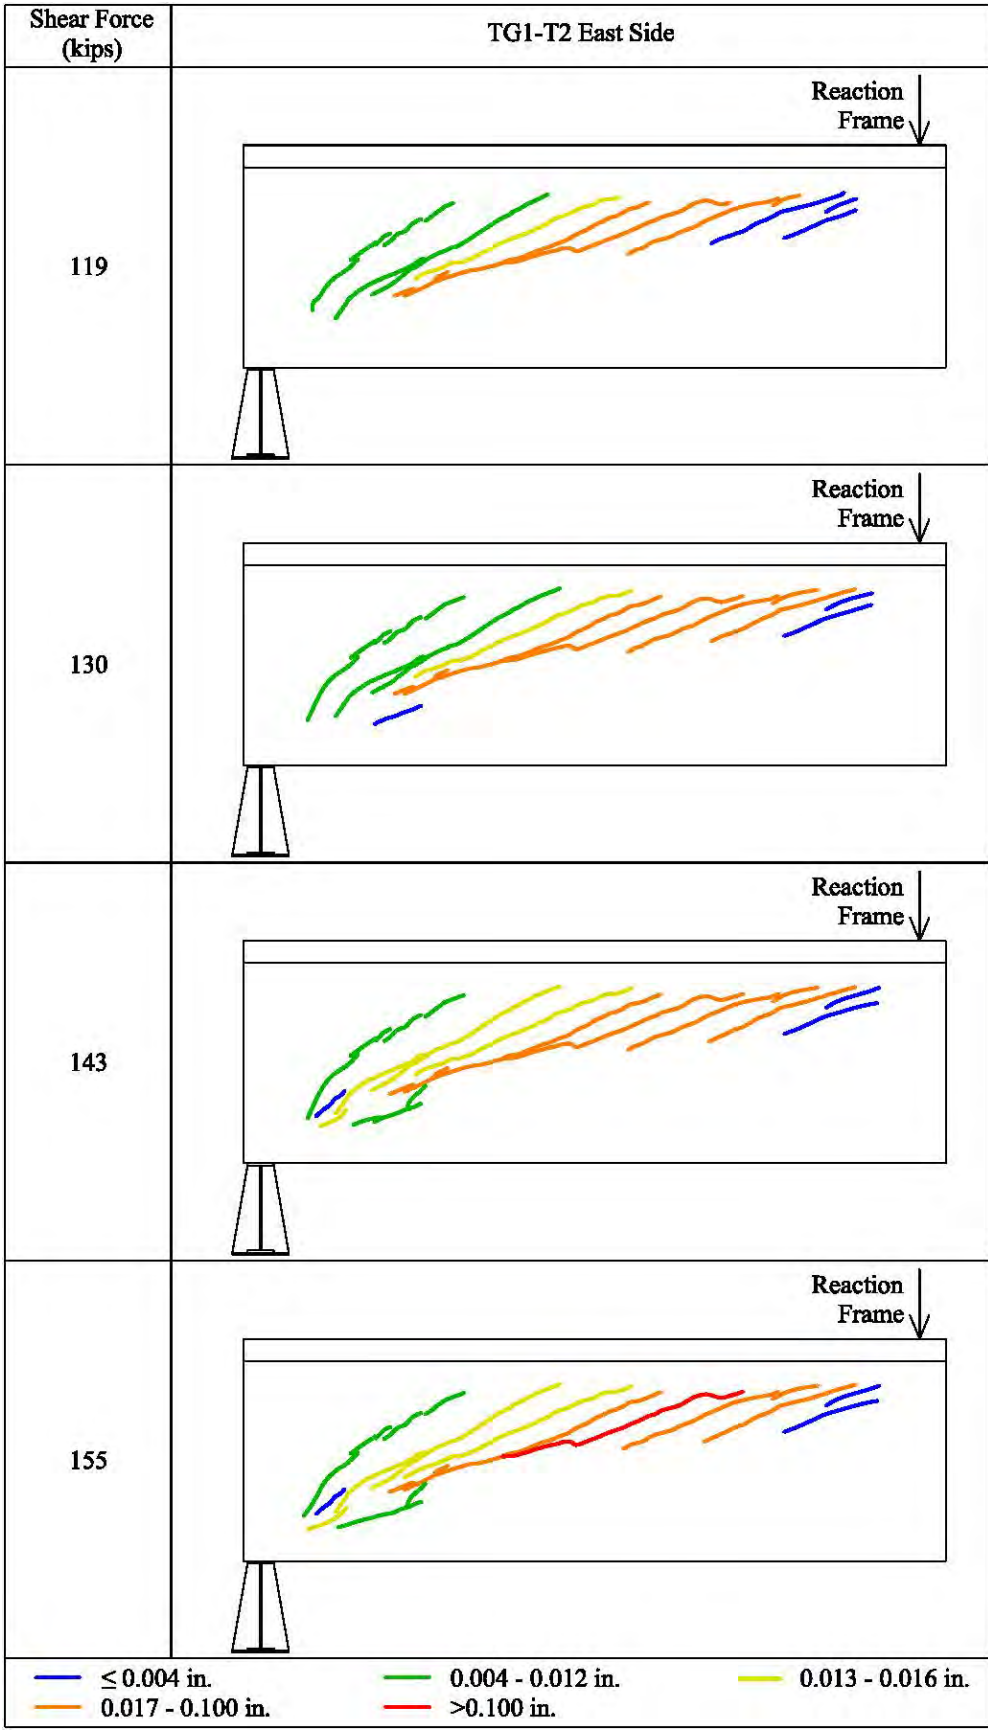 Shear Force
(kips)
TG1-T2 East Side
119
Reaction
Frame
130
Reaction
Frame
143
Reaction
Frame
155
Reaction
Frame
≤ 0.004 in.
0.004 - 0.012 in.
0.013 - 0.016 in.
0.017 - 0.100 in.
>0.100 in.